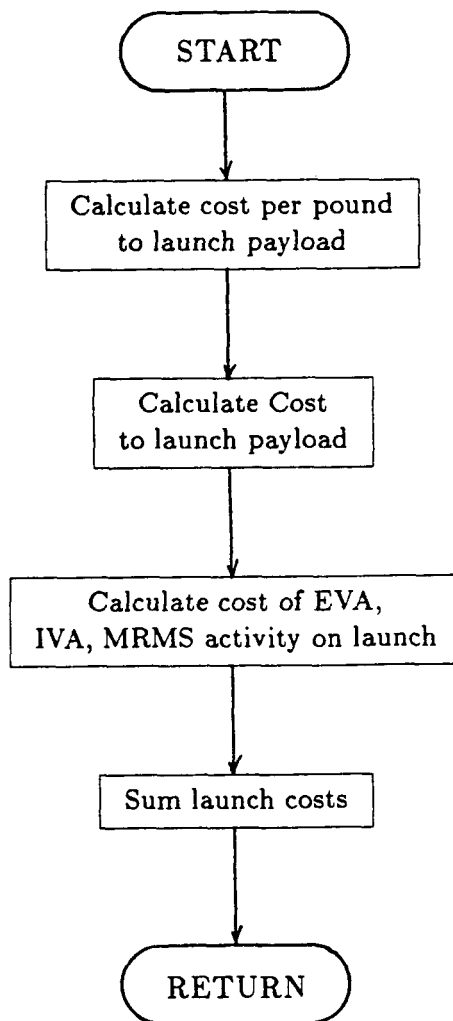 START
Calculate cost per pound
to launch payload
Calculate Cost
to launch payload
Calculate cost of EVA,
IVA, MRMS activity on launch
Sum launch costs
RETURN